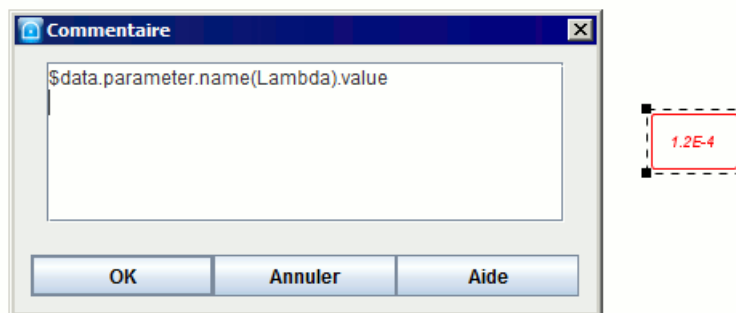 Commentaire
$data.parameter.name(Lambda).value
1.2E-4
OK
Annuler
Aide